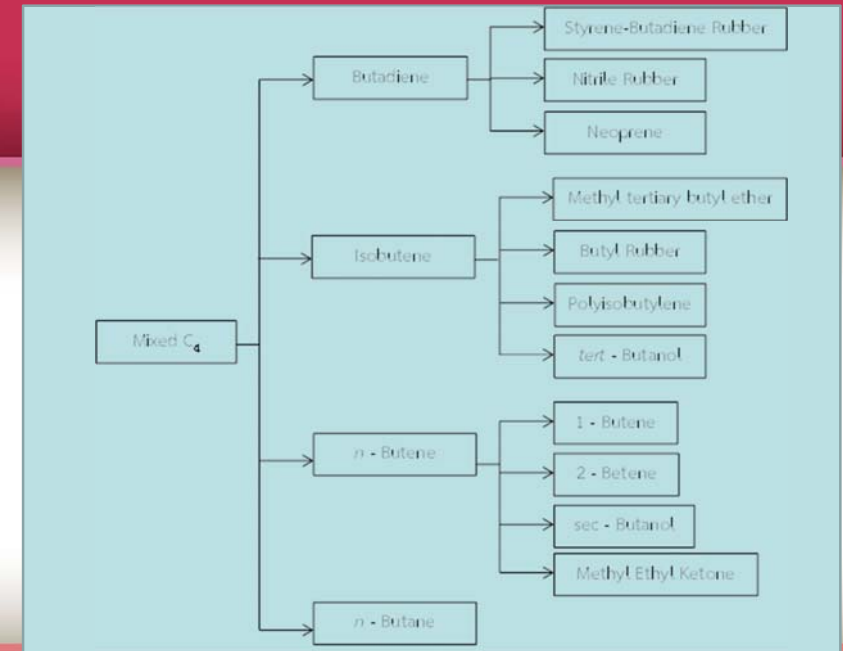 Styrene-Butadiene Rubber
Butadiene
Nitrile Rubber
Neoprene
Methyl tertiary butyl ether
Isobutene
Butyl Rubber
Polyisobutylene
Mixed C4
tert - Butanol
1 - Butene
n - Butene
2 - Betene
sec - Butanol
Methyl Ethyl Ketone
n - Butane